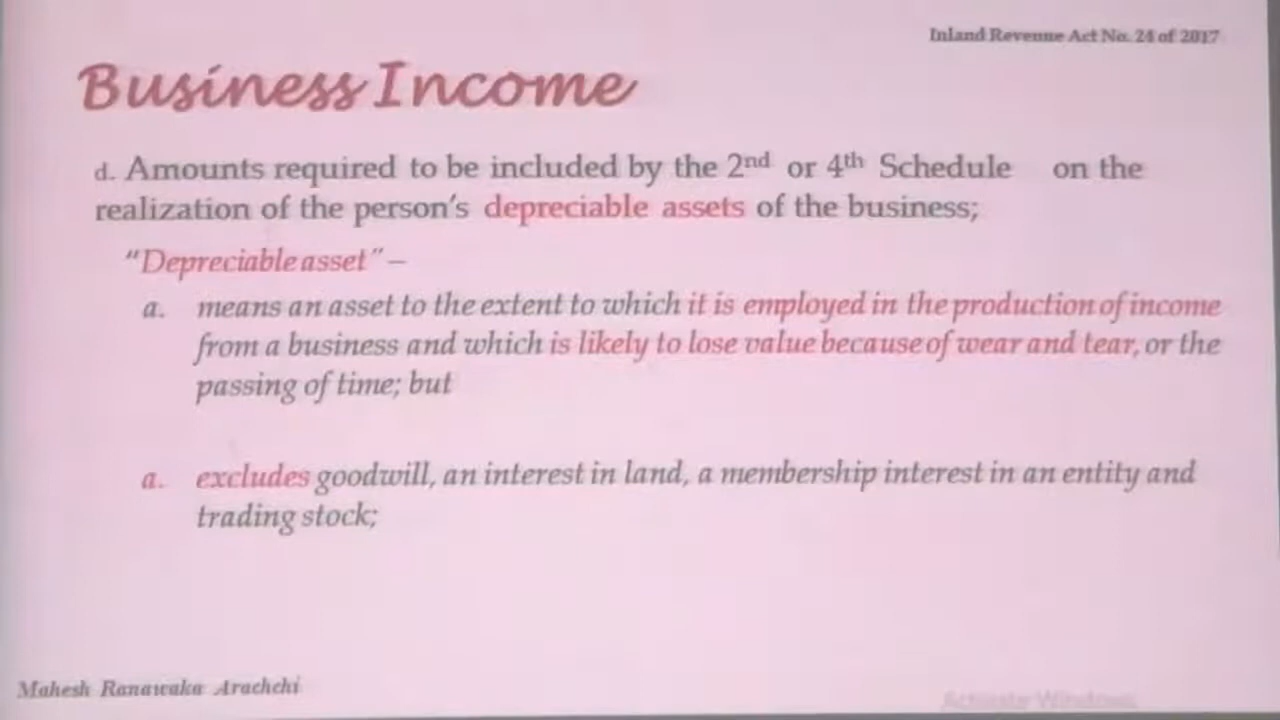 Inland Revenue Act No. 24 of 2017
Business Income
d. Amounts required to be included by the 2nd or 4th Schedule on the
realization of the person's depreciable assets of the business;
"Depreciable asset" –
a. means an asset to the extent to which it is employed in the production of income
from a business and which is likely to lose value because of wear and tear, or the
passing of time; but
a. excludes goodwill, an interest in land, a membership interest in an entity and
trading stock;
Mahesh Ranawaka Arachchi
Activate Windows